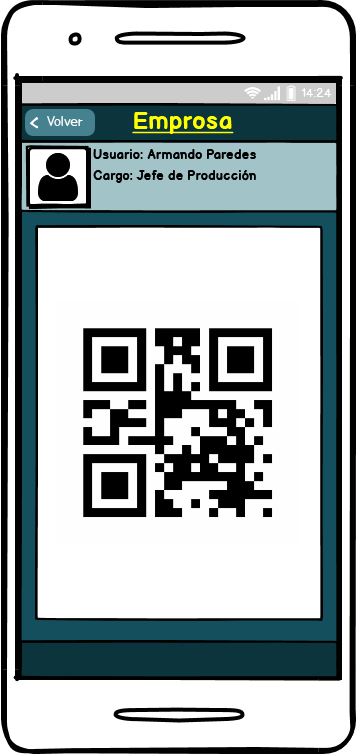 14:24
Volver
Emprosa
Usuario: Armando Paredes
Cargo: Jefe de Producción